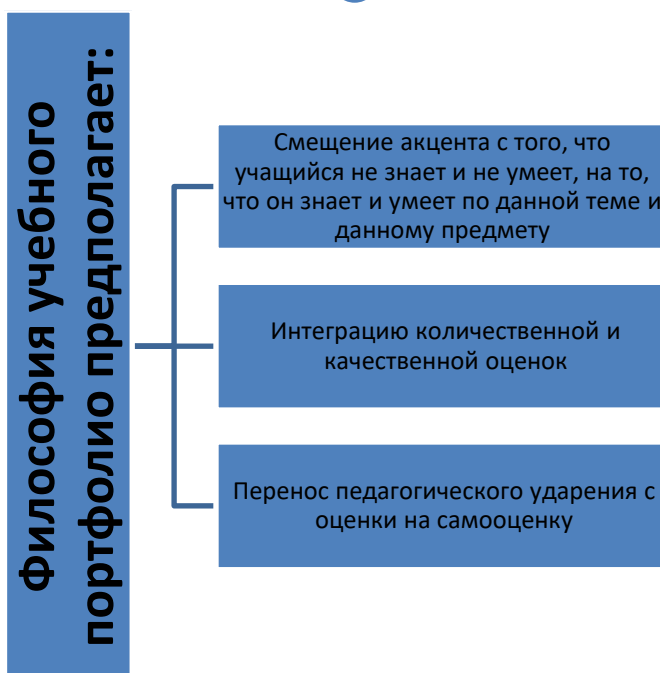 Философия учебного
портфолио предполагает:
Смещение акцента с того, что
учащийся не знает и не умеет, на то,
что он знает и умеет по данной теме и
данному предмету
Интеграцию количественной и
качественной оценок
Перенос педагогического ударения с
оценки на самооценку